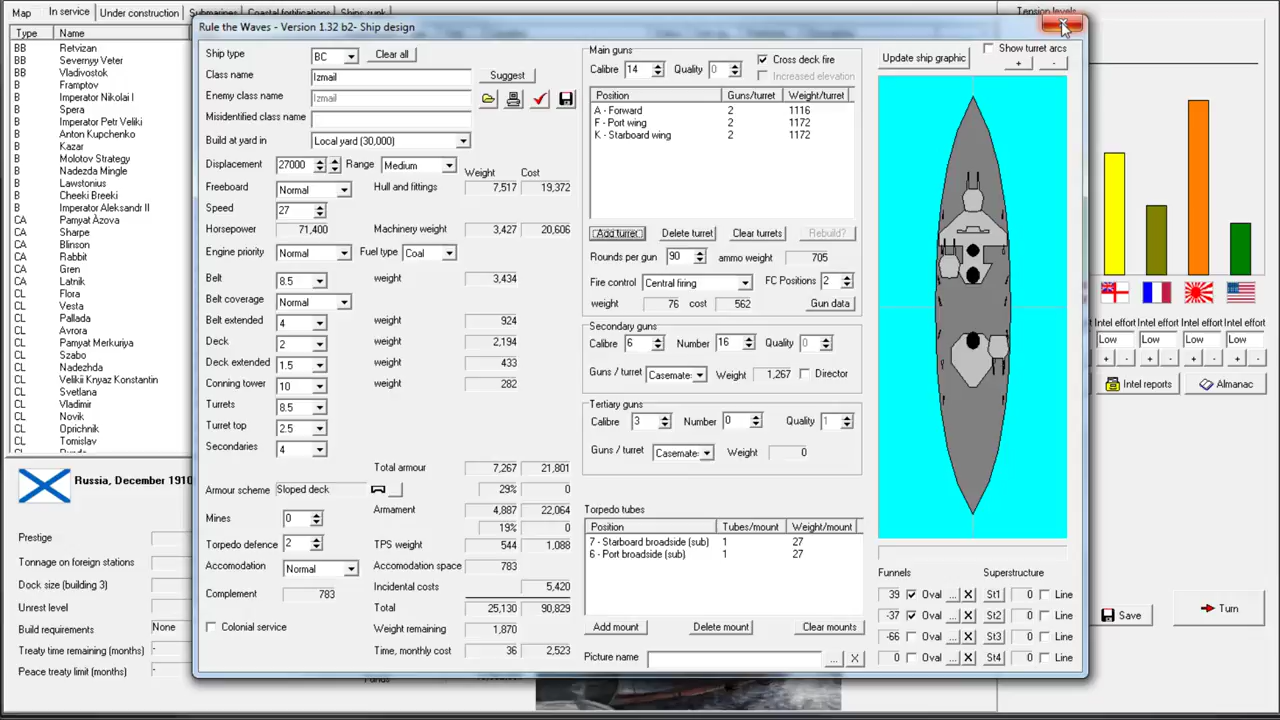 Map In service Under construction Submarines Coastal fortifications Ships sunk
Tension levels
Type Name
BB Retvizan
BB Severnyy Veter
BB Vladivostok
B Framptov
B Imperator Nikolai I
B Spera
B Imperator Petr Veliki
B Anton Kupchenko
B Kazar
B Molotov Strategy
B Nadezda Mingle
B Lawstonius
B Cheeki Breeki
B Imperator Aleksandr II
CA Pamyat Àzova
CA Sharpe
CA Blinson
CA Rabbit
CA Gren
CA Latnik
CL Flora
CL Vesta
CL Pallada
CL Avrora
CL Pamyat Merkuriya
CL Szabo
CL Nadezhda
CL Velikii Knyaz Konstantin
CL Svetlana
CL Vladimir
CL Novik
CL Oprichnik
CL Tomislav
CL
Russia, December 1910
Prestige
Tonnage on foreign stations
Dock size (building 3)
Unrest level
Build requirements None
Treaty time remaining (months) -
Peace treaty limit (months) -
Rule the Waves - Version 1.32 b2- Ship design
Ship type BC Clear all
Class name Izmail Suggest
Enemy class name Izmail
Misidentified class name
Build at yard in Local yard (30,000)
Displacement 27000 Range Medium
Weight Cost
Freeboard Normal Hull and fittings 7,517 19,372
Speed 27
Horsepower 71,400 Machinery weight 3,427 20,606
Engine priority Normal Fuel type Coal
Belt 8.5 weight 3,434
Belt coverage Normal
Belt extended 4 weight 924
Deck 2 weight 2,194
Deck extended 1.5 weight 433
Conning tower 10 weight 282
Turrets 8.5
Turret top 2.5
Secondaries 4
Total armour 7,267 21,801
Armour scheme Sloped deck 29% 0
Armament 4,887 22,064
Mines 0 19% 0
Torpedo defence 2 TPS weight 544 1,088
Accomodation Normal Accomodation space 783
Incidental costs 5,420
Complement 783
Total 25,130 90,829
Colonial service Weight remaining 1,870
Time, monthly cost 36 2,523
Main guns
Calibre 14 Quality 0 Cross deck fire
Increased elevation
Position Guns/turret Weight/turret
A - Forward 2 1116
F - Port wing 2 1172
K - Starboard wing 2 1172
Add turret Delete turret Clear turrets Rebuild?
Rounds per gun 90 ammo weight 705
Fire control Central firing FC Positions 2
weight 76 cost 562 Gun data
Secondary guns
Calibre 6 Number 16 Quality 0
Guns / turret Casemate: Weight 1,267 Director
Tertiary guns
Calibre 3 Number 0 Quality 1
Guns / turret Casemate: Weight 0
Torpedo tubes
Position Tubes/mount Weight/mount
7 - Starboard broadside (sub) 1 27
6 - Port broadside (sub) 1 27
Add mount Delete mount Clear mounts
Picture name ... X
Update ship graphic Show turret arcs
+ -
Funnels Superstructure
39 Oval ... X St1 0 Line
-37 Oval ... X St2 0 Line
-66 Oval ... X St3 0 Line
0 Oval ... X St4 0 Line
Intel effort Intel effort Intel effort Intel effort
Low Low Low Low
+ - + - + - + -
Intel reports Almanac
Save Turn